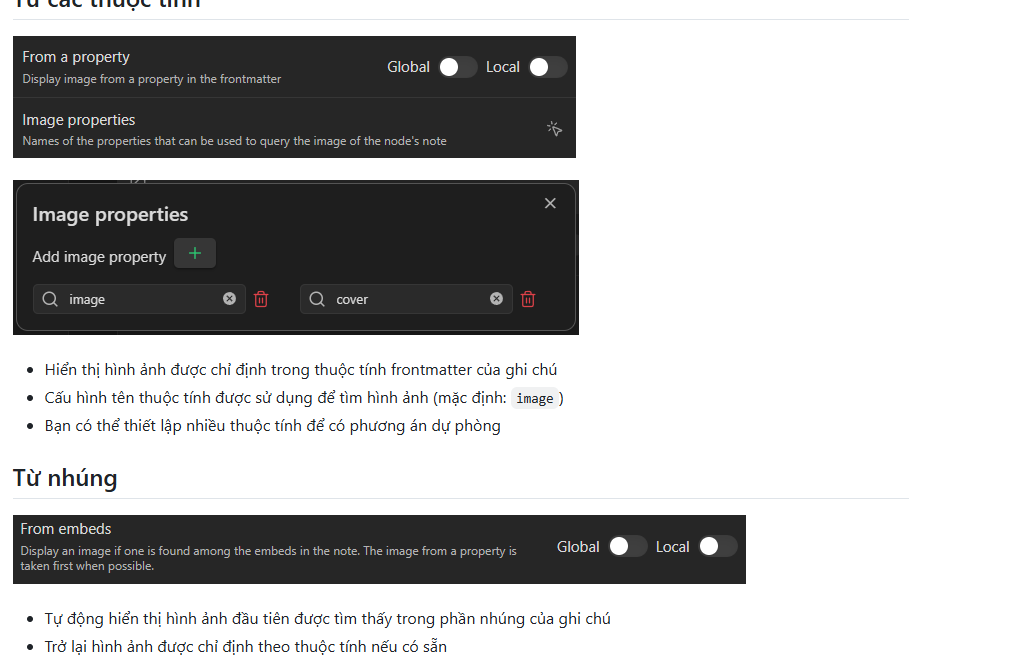 Từ các thuộc tính
From a property
Global
Local
Display image from a property in the frontmatter
Image properties
Names of the properties that can be used to query the image of the node's note
Image properties
Add image property
image
cover
Hiển thị hình ảnh được chỉ định trong thuộc tính frontmatter của ghi chú
Cấu hình tên thuộc tính được sử dụng để tìm hình ảnh (mặc định: image)
Bạn có thể thiết lập nhiều thuộc tính để có phương án dự phòng
Từ nhúng
From embeds
Display an image if one is found among the embeds in the note. The image from a property is
taken first when possible.
Global
Local
Tự động hiển thị hình ảnh đầu tiên được tìm thấy trong phần nhúng của ghi chú
Trở lại hình ảnh được chỉ định theo thuộc tính nếu có sẵn